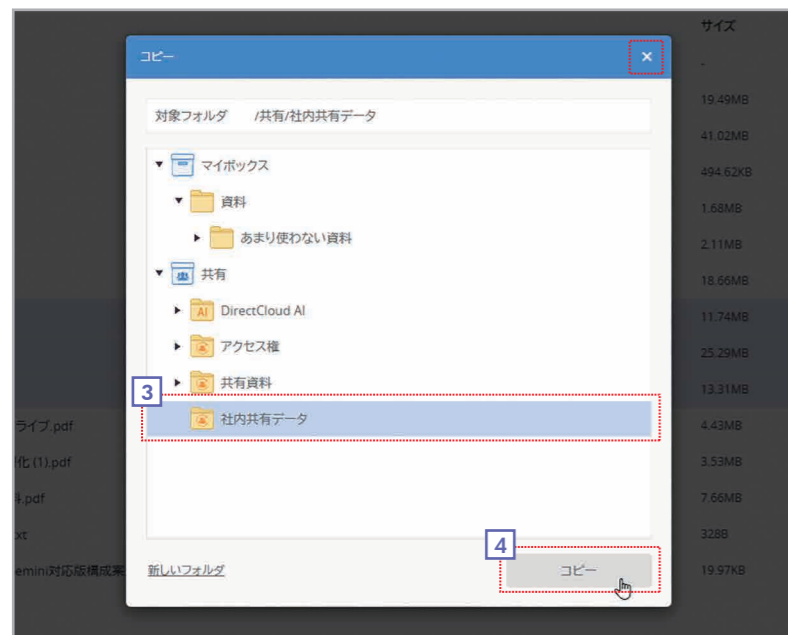 サイズ
コピー
-
対象フォルダ /共有/社内共有データ
19.49MB
41.02MB
マイボックス
494.62KB
資料
1.68MB
あまり使わない資料
2.11MB
共有
18.66MB
DirectCloud AI
11.74MB
アクセス権
25.29MB
共有資料
13.31MB
3
社内共有データ
ライブ.pdf
4.43MB
化 (1).pdf
3.53MB
.pdf
7.66MB
xt
328B
4
emini対応版構成案
新しいフォルダ
コピー
19.97KB